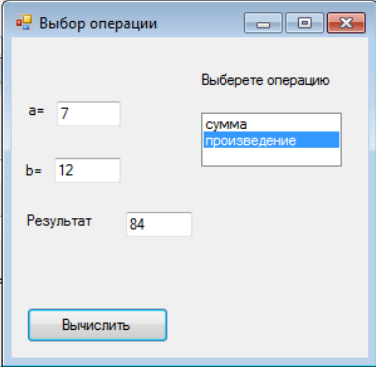 Выбор операции
Выберете операцию
a= 7
сумма
произведение
b= 12
Результат 84
Вычислить